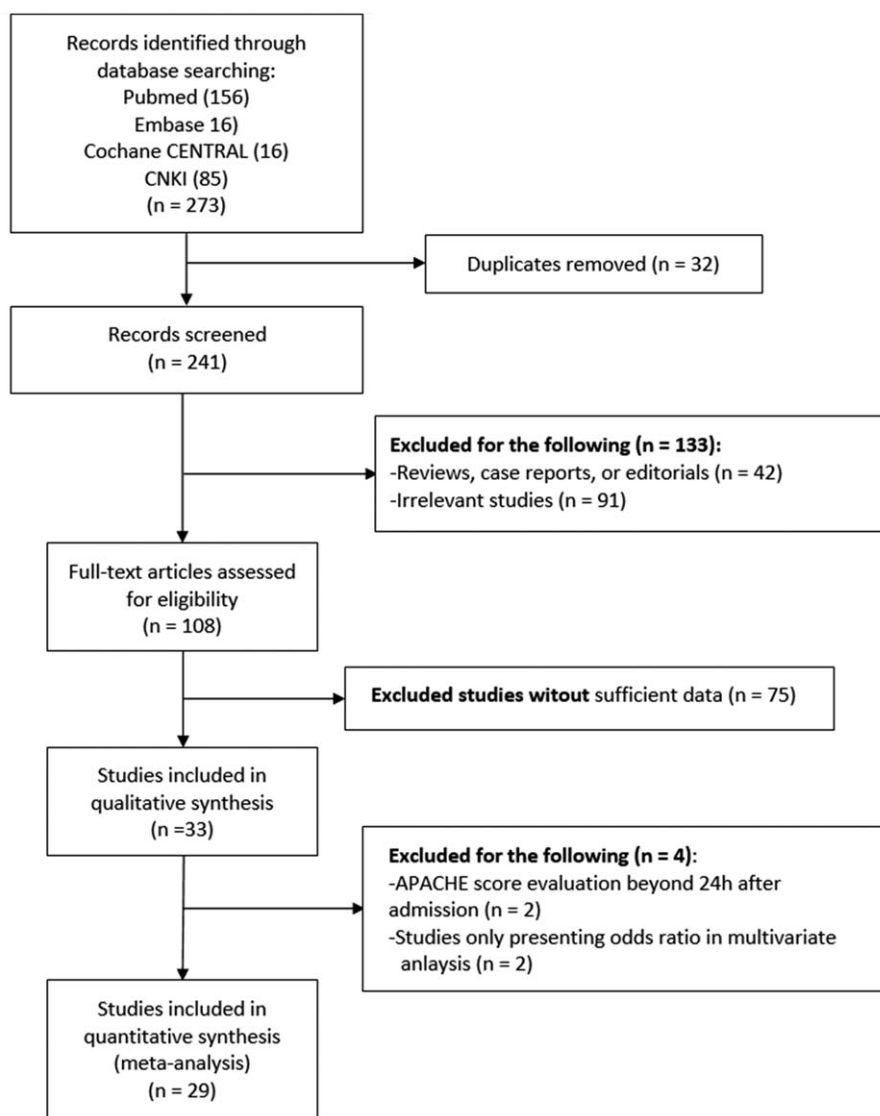 Records identified through
database searching:
Pubmed (156)
Embase 16)
Cochane CENTRAL (16)
CNKI (85)
(n = 273)
Duplicates removed (n = 32)
Records screened
(n = 241)
Excluded for the following (n = 133):
-Reviews, case reports, or editorials (n = 42)
-Irrelevant studies (n = 91)
Full-text articles assessed
for eligibility
(n = 108)
Excluded studies witout sufficient data (n = 75)
Studies included in
qualitative synthesis
(n =33)
Excluded for the following (n = 4):
-APACHE score evaluation beyond 24h after
admission (n = 2)
-Studies only presenting odds ratio in multivariate
anlaysis (n = 2)
Studies included in
quantitative synthesis
(meta-analysis)
(n = 29)